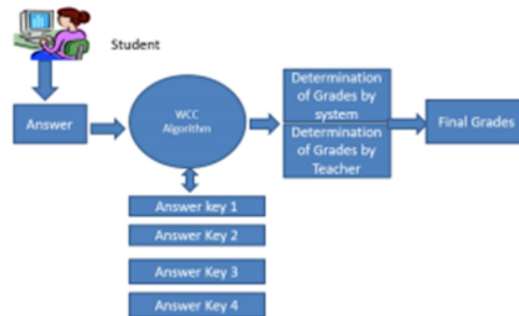 Student
Answer
WCC
Algorithm
Determination
of Grades by
system
Determination
of Grades by
Teacher
Final Grades
Answer key 1
Answer Key 2
Answer Key 3
Answer Key 4